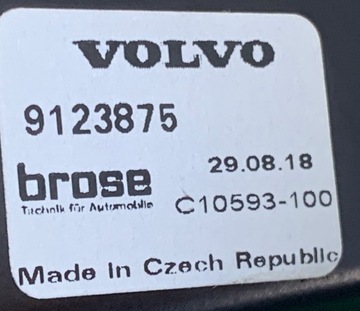 VOLVO
9123875
brose
Technik für Automobile
29.08.18
C10593-100
Made in Czech Republic